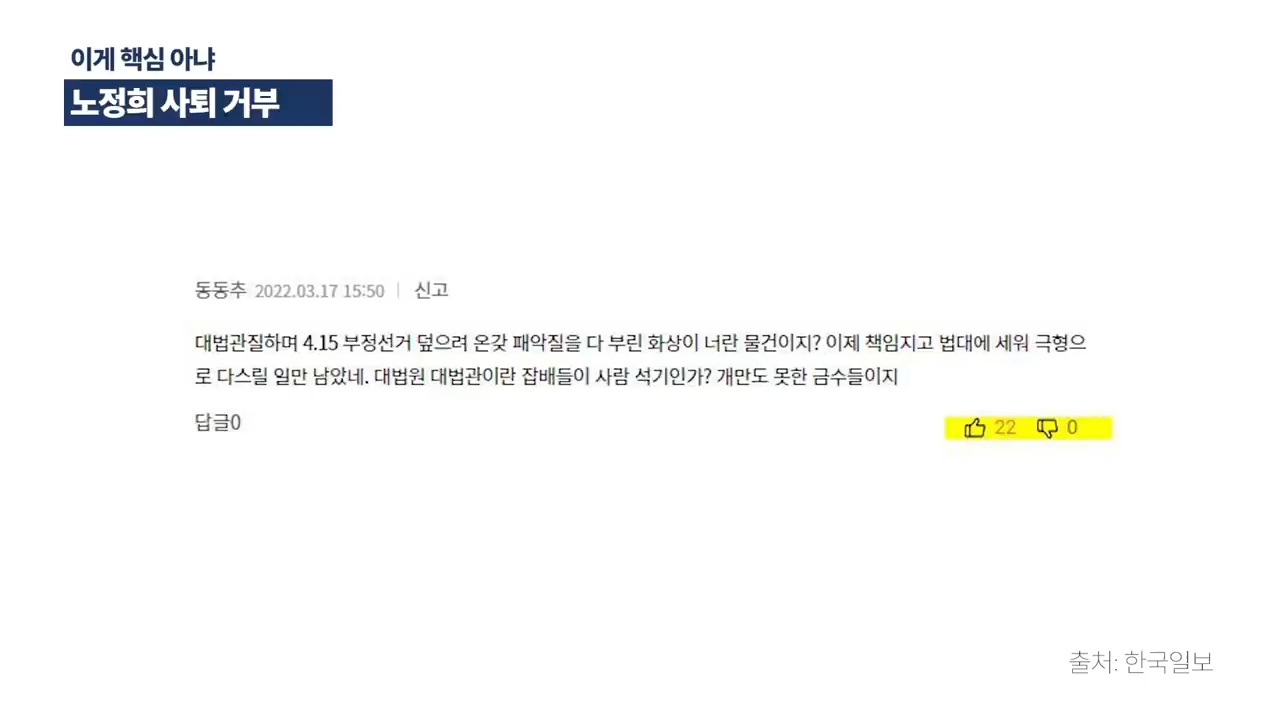 이게 핵심 아냐
노정희 사퇴 거부
동동추 2022.03.17 15:50 | 신고
대법관질하며 4.15 부정선거 덮으려 온갖 패악질을 다 부린 화상이 너란 물건이지? 이제 책임지고 법대에 세워 극형으
로 다스릴 일만 남았네. 대법원 대법관이란 잡배들이 사람 석기인가? 개만도 못한 금수들이지
답글0
22 0
출처: 한국일보